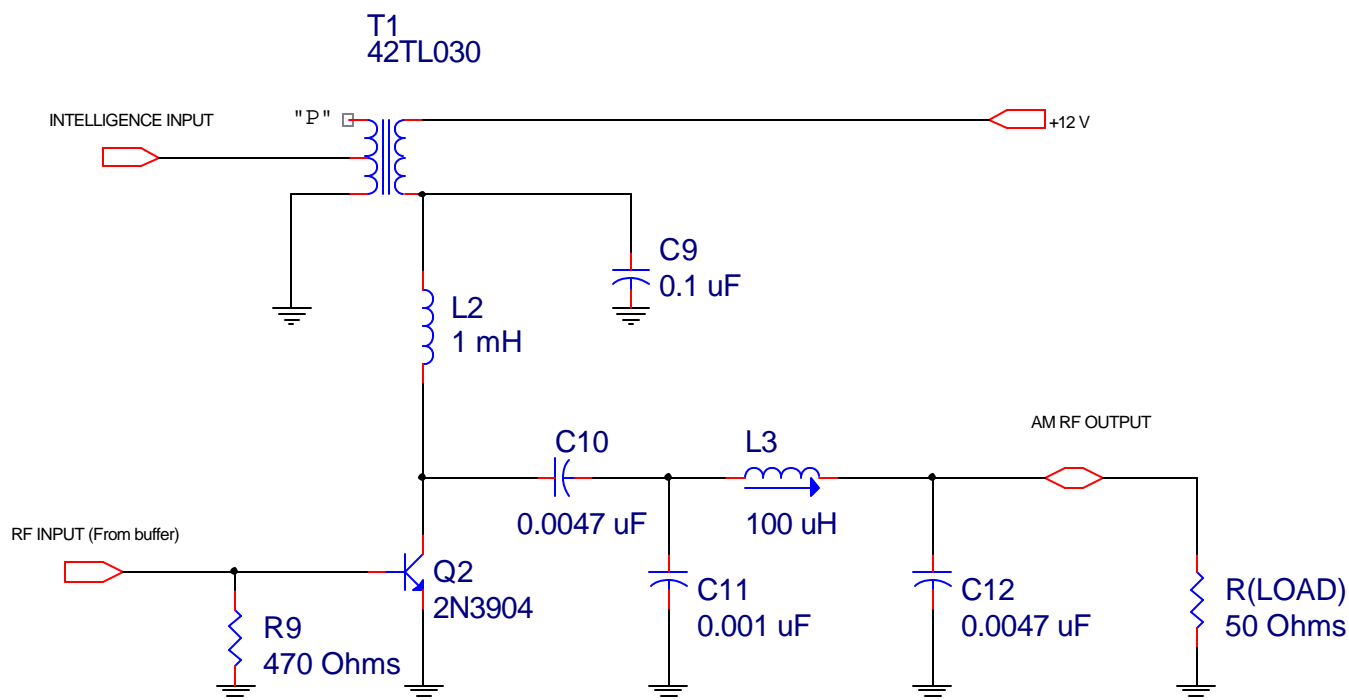 T1
42TL030
INTELLIGENCE INPUT
"P"
+12 V
C9
0.1 uF
L2
1 mH
AM RF OUTPUT
C10
L3
0.0047 uF
100 uH
RF INPUT (From buffer)
Q2
2N3904
C11
0.001 uF
C12
0.0047 uF
R(LOAD)
50 Ohms
R9
470 Ohms